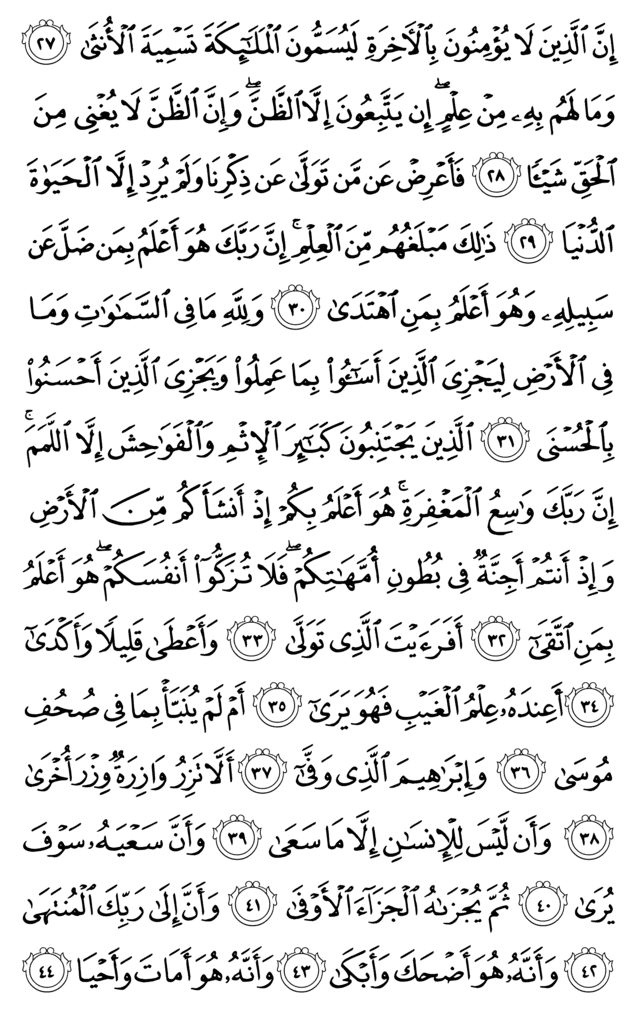 إِنَّ ٱلَّذِينَ لَا يُؤْمِنُونَ بِٱلْأَخِرَةِ لَيُسَمُّونَ ٱلْمَلَٰٓئِكَةَ تَسْمِيَةَ ٱلْأُنثَىٰ ٢٧
وَمَا لَهُم بِهِۦ مِنْ عِلْمٍ ۖ إِن يَتَّبِعُونَ إِلَّا ٱلظَّنَّ ۖ وَإِنَّ ٱلظَّنَّ لَا يُغْنِى مِنَ
ٱلْحَقِّ شَيْـًٔا ٢٨ فَأَعْرِضْ عَن مَّن تَوَلَّىٰ عَن ذِكْرِنَا وَلَمْ يُرِدْ إِلَّا ٱلْحَيَوٰةَ
ٱلدُّنْيَا ٢٩ ذَٰلِكَ مَبْلَغُهُم مِّنَ ٱلْعِلْمِ ۚ إِنَّ رَبَّكَ هُوَ أَعْلَمُ بِمَن ضَلَّ عَن
سَبِيلِهِۦ وَهُوَ أَعْلَمُ بِمَنِ ٱهْتَدَىٰ ٣٠ وَلِلَّهِ مَا فِى ٱلسَّمَٰوَٰتِ وَمَا
فِى ٱلْأَرْضِ لِيَجْزِىَ ٱلَّذِينَ أَسَٰٓـُٔوا۟ بِمَا عَمِلُوا۟ وَيَجْزِىَ ٱلَّذِينَ أَحْسَنُوا۟
بِٱلْحُسْنَى ٣١ ٱلَّذِينَ يَجْتَنِبُونَ كَبَٰٓئِرَ ٱلْإِثْمِ وَٱلْفَوَٰحِشَ إِلَّا ٱللَّمَمَ ۚ
إِنَّ رَبَّكَ وَٰسِعُ ٱلْمَغْفِرَةِ ۚ هُوَ أَعْلَمُ بِكُمْ إِذْ أَنشَأَكُم مِّنَ ٱلْأَرْضِ
وَإِذْ أَنتُمْ أَجِنَّةٌ فِى بُطُونِ أُمَّهَٰتِكُمْ ۖ فَلَا تُزَكُّوٓا۟ أَنفُسَكُمْ ۖ هُوَ أَعْلَمُ
بِمَنِ ٱتَّقَىٰٓ ٣٢ أَفَرَءَيْتَ ٱلَّذِى تَوَلَّىٰ ٣٣ وَأَعْطَىٰ قَلِيلًا وَأَكْدَىٰٓ
٣٤ أَعِندَهُۥ عِلْمُ ٱلْغَيْبِ فَهُوَ يَرَىٰٓ ٣٥ أَمْ لَمْ يُنَبَّأْ بِمَا فِى صُحُفِ
مُوسَىٰ ٣٦ وَإِبْرَٰهِيمَ ٱلَّذِى وَفَّىٰٓ ٣٧ أَلَّا تَزِرُ وَازِرَةٌ وِزْرَ أُخْرَىٰ
٣٨ وَأَن لَّيْسَ لِلْإِنسَٰنِ إِلَّا مَا سَعَىٰ ٣٩ وَأَنَّ سَعْيَهُۥ سَوْفَ
يُرَىٰ ٤٠ ثُمَّ يُجْزَىٰهُ ٱلْجَزَآءَ ٱلْأَوْفَىٰ ٤١ وَأَنَّ إِلَىٰ رَبِّكَ ٱلْمُنتَهَىٰ
٤٢ وَأَنَّهُۥ هُوَ أَضْحَكَ وَأَبْكَىٰ ٤٣ وَأَنَّهُۥ هُوَ أَمَاتَ وَأَحْيَا ٤٤